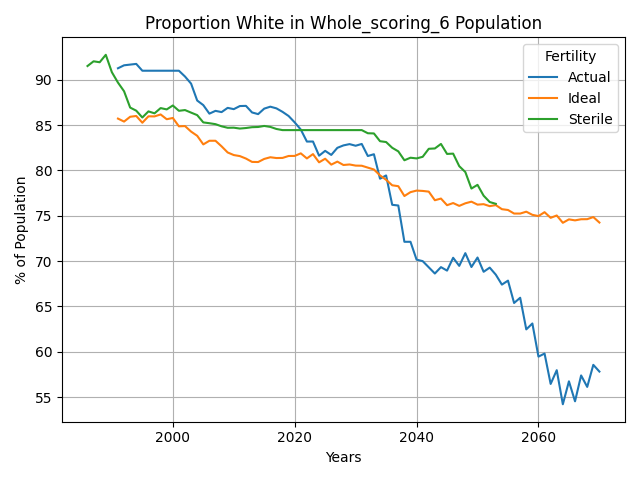 Proportion White in Whole_scoring_6 Population
Fertility
Actual
Ideal
Sterile
% of Population
90
85
80
75
70
65
60
55
2000
2020
2040
2060
Years